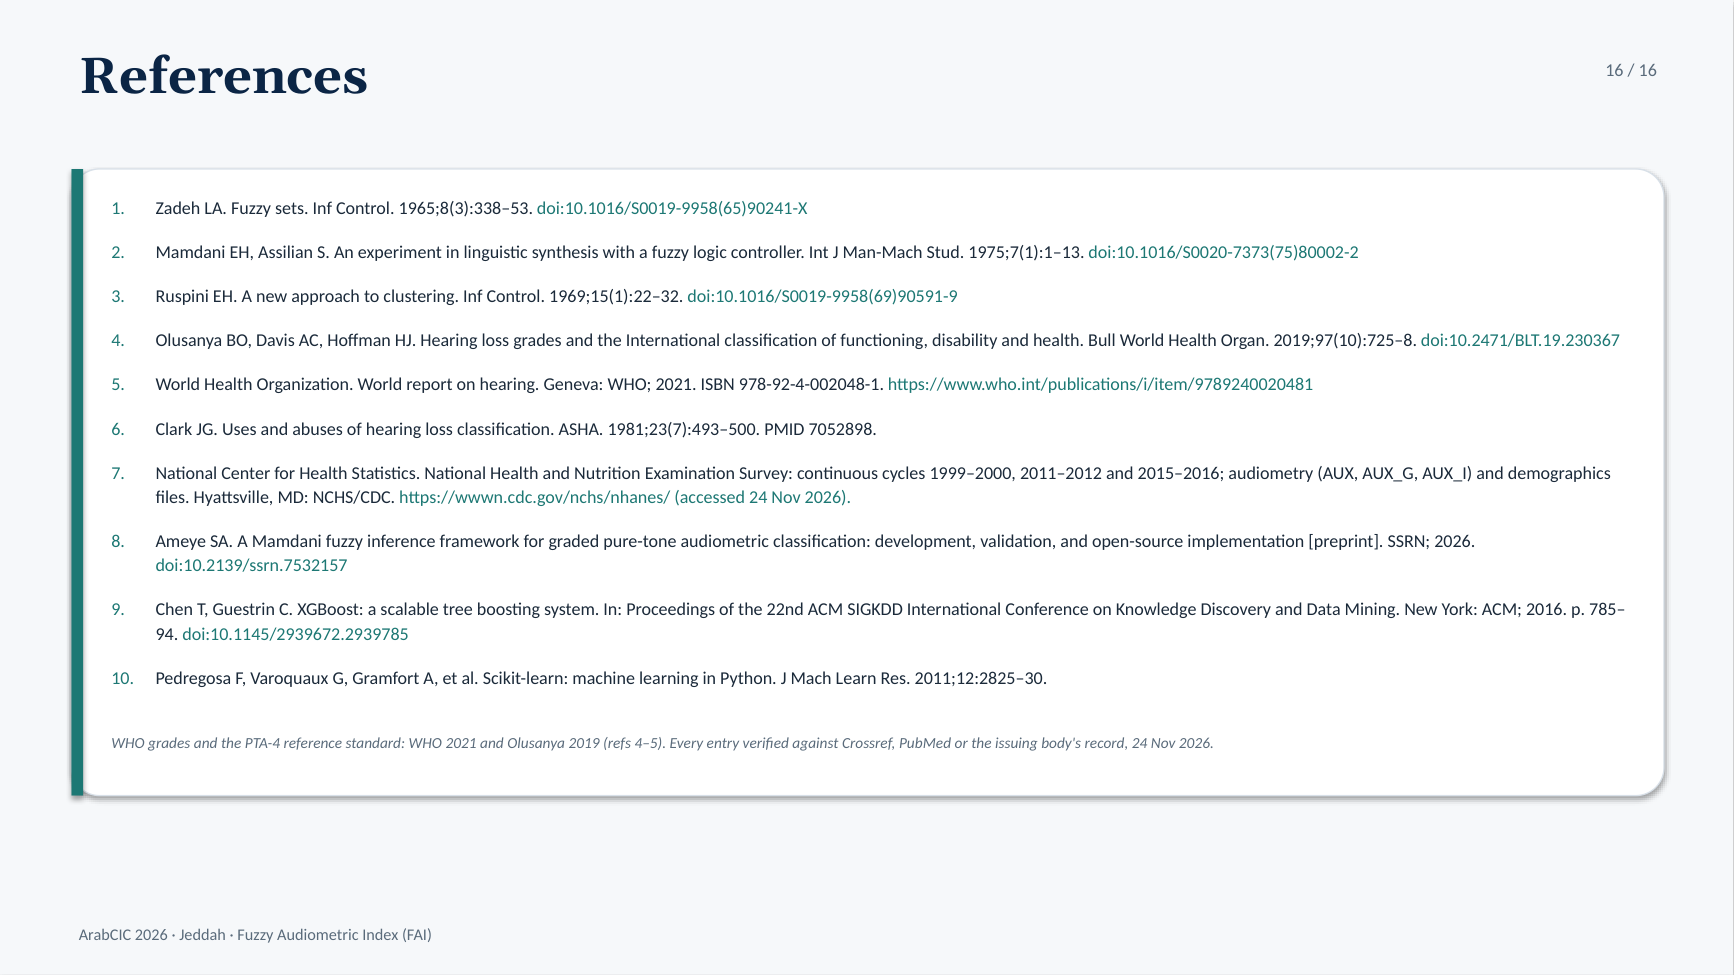 References
16 / 16
1. Zadeh LA. Fuzzy sets. Inf Control. 1965;8(3):338–53. doi:10.1016/S0019-9958(65)90241-X
2. Mamdani EH, Assilian S. An experiment in linguistic synthesis with a fuzzy logic controller. Int J Man-Mach Stud. 1975;7(1):1–13. doi:10.1016/S0020-7373(75)80002-2
3. Ruspini EH. A new approach to clustering. Inf Control. 1969;15(1):22–32. doi:10.1016/S0019-9958(69)90591-9
4. Olusanya BO, Davis AC, Hoffman HJ. Hearing loss grades and the International classification of functioning, disability and health. Bull World Health Organ. 2019;97(10):725–8. doi:10.2471/BLT.19.230367
5. World Health Organization. World report on hearing. Geneva: WHO; 2021. ISBN 978-92-4-002048-1. https://www.who.int/publications/i/item/9789240020481
6. Clark JG. Uses and abuses of hearing loss classification. ASHA. 1981;23(7):493–500. PMID 7052898.
7. National Center for Health Statistics. National Health and Nutrition Examination Survey: continuous cycles 1999–2000, 2011–2012 and 2015–2016; audiometry (AUX, AUX_G, AUX_I) and demographics
files. Hyattsville, MD: NCHS/CDC. https://wwwn.cdc.gov/nchs/nhanes/ (accessed 24 Nov 2026).
8. Ameye SA. A Mamdani fuzzy inference framework for graded pure-tone audiometric classification: development, validation, and open-source implementation [preprint]. SSRN; 2026.
doi:10.2139/ssrn.7532157
9. Chen T, Guestrin C. XGBoost: a scalable tree boosting system. In: Proceedings of the 22nd ACM SIGKDD International Conference on Knowledge Discovery and Data Mining. New York: ACM; 2016. p. 785–
94. doi:10.1145/2939672.2939785
10. Pedregosa F, Varoquaux G, Gramfort A, et al. Scikit-learn: machine learning in Python. J Mach Learn Res. 2011;12:2825–30.
WHO grades and the PTA-4 reference standard: WHO 2021 and Olusanya 2019 (refs 4–5). Every entry verified against Crossref, PubMed or the issuing body's record, 24 Nov 2026.
ArabCIC 2026 · Jeddah · Fuzzy Audiometric Index (FAI)